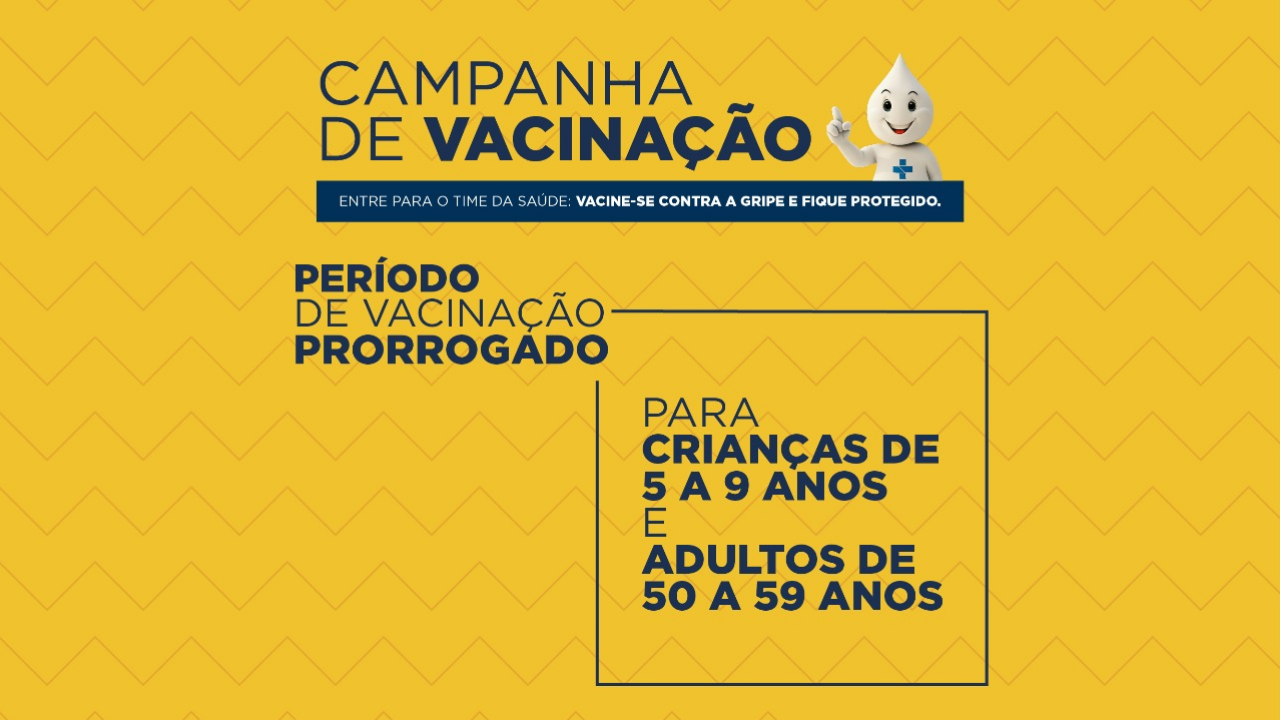 CAMPANHA
DE VACINAÇÃO
ENTRE PARA O TIME DA SAÚDE: VACINE-SE CONTRA A GRIPE E FIQUE PROTEGIDO.
PERÍODO
DE VACINAÇÃO
PRORROGADO
PARA
CRIANÇAS DE
5 A 9 ANOS
E
ADULTOS DE
50 A 59 ANOS